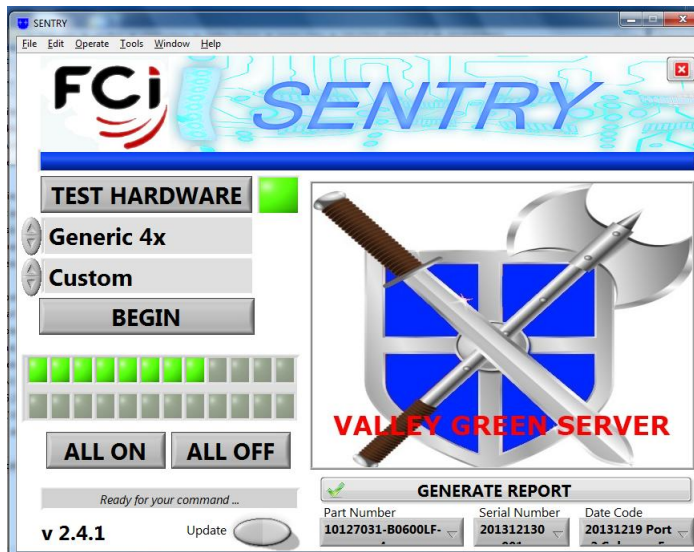 SENTRY
File Edit Operate Tools Window Help
FCi
SENTRY
TEST HARDWARE
Generic 4x
Custom
BEGIN
VALLEY GREEN SERVER
ALL ON ALL OFF
Ready for your command ...
GENERATE REPORT
Part Number Serial Number Date Code
10127031-B0600LF- 201312130 20131219 Port
v 2.4.1 Update